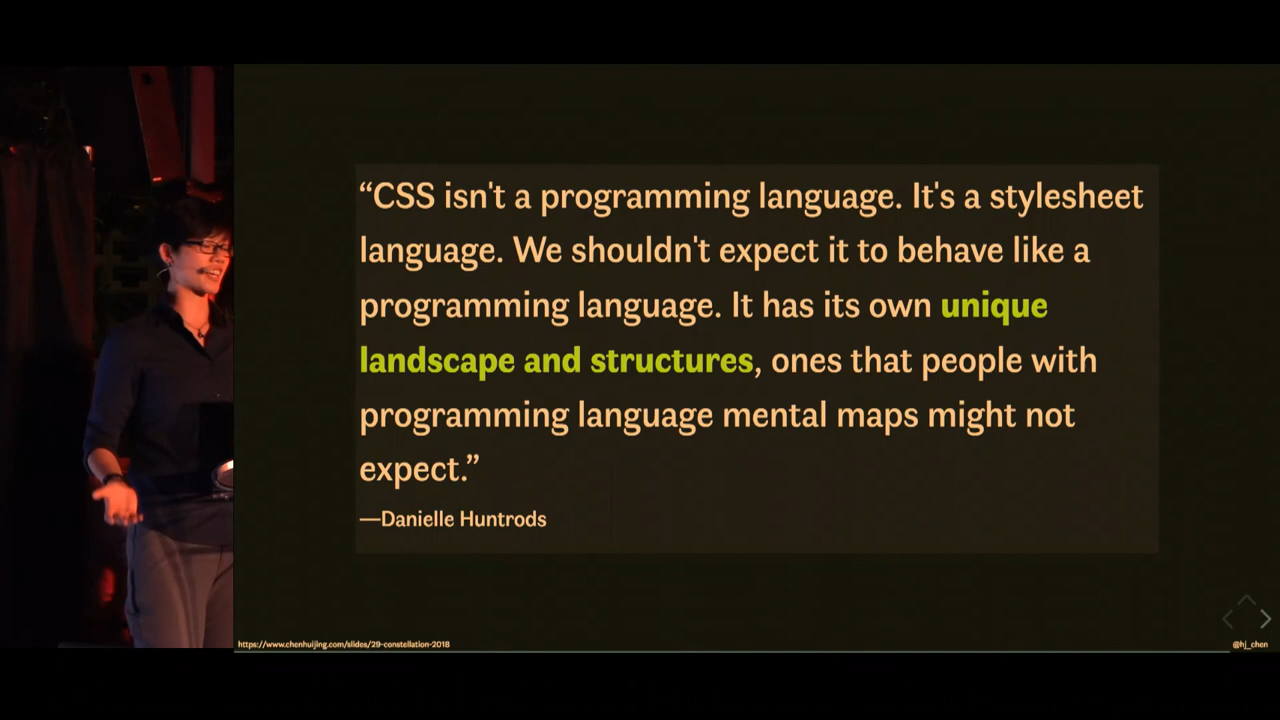 “CSS isn't a programming language. It's a stylesheet
language. We shouldn't expect it to behave like a
programming language. It has its own unique
landscape and structures, ones that people with
programming language mental maps might not
expect.”
—Danielle Huntrods
https://www.chenhuijing.com/slides/29-constellation-2018
@hj_chen